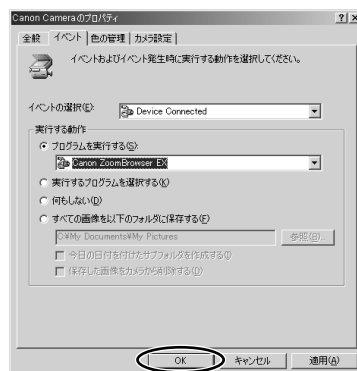 Canon Cameraのプロパティ
全般 イベント 色の管理 カメラ設定
イベントおよびイベント発生時に実行する動作を選択してください。
イベントの選択(E): Device Connected
実行する動作
プログラムを実行する(S):
Canon ZoomBrowser EX
実行するプログラムを選択する(K)
何もしない(D)
すべての画像を以下のフォルダに保存する(F)
C:¥My Documents¥My Pictures 参照(B)...
今日の日付を付けたサブフォルダを作成する(I)
保存した画像をカメラから削除する(O)
OK キャンセル 適用(A)